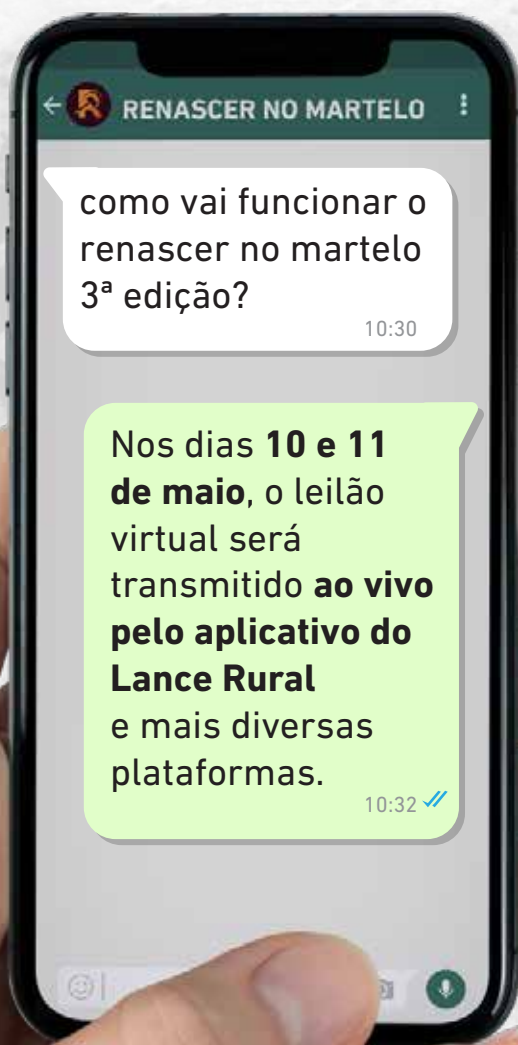 RENASCER NO MARTELO
como vai funcionar o
renascer no martelo
3ª edição?
10:30
Nos dias 10 e 11
de maio, o leilão
virtual será
transmitido ao vivo
pelo aplicativo do
Lance Rural
e mais diversas
plataformas.
10:32